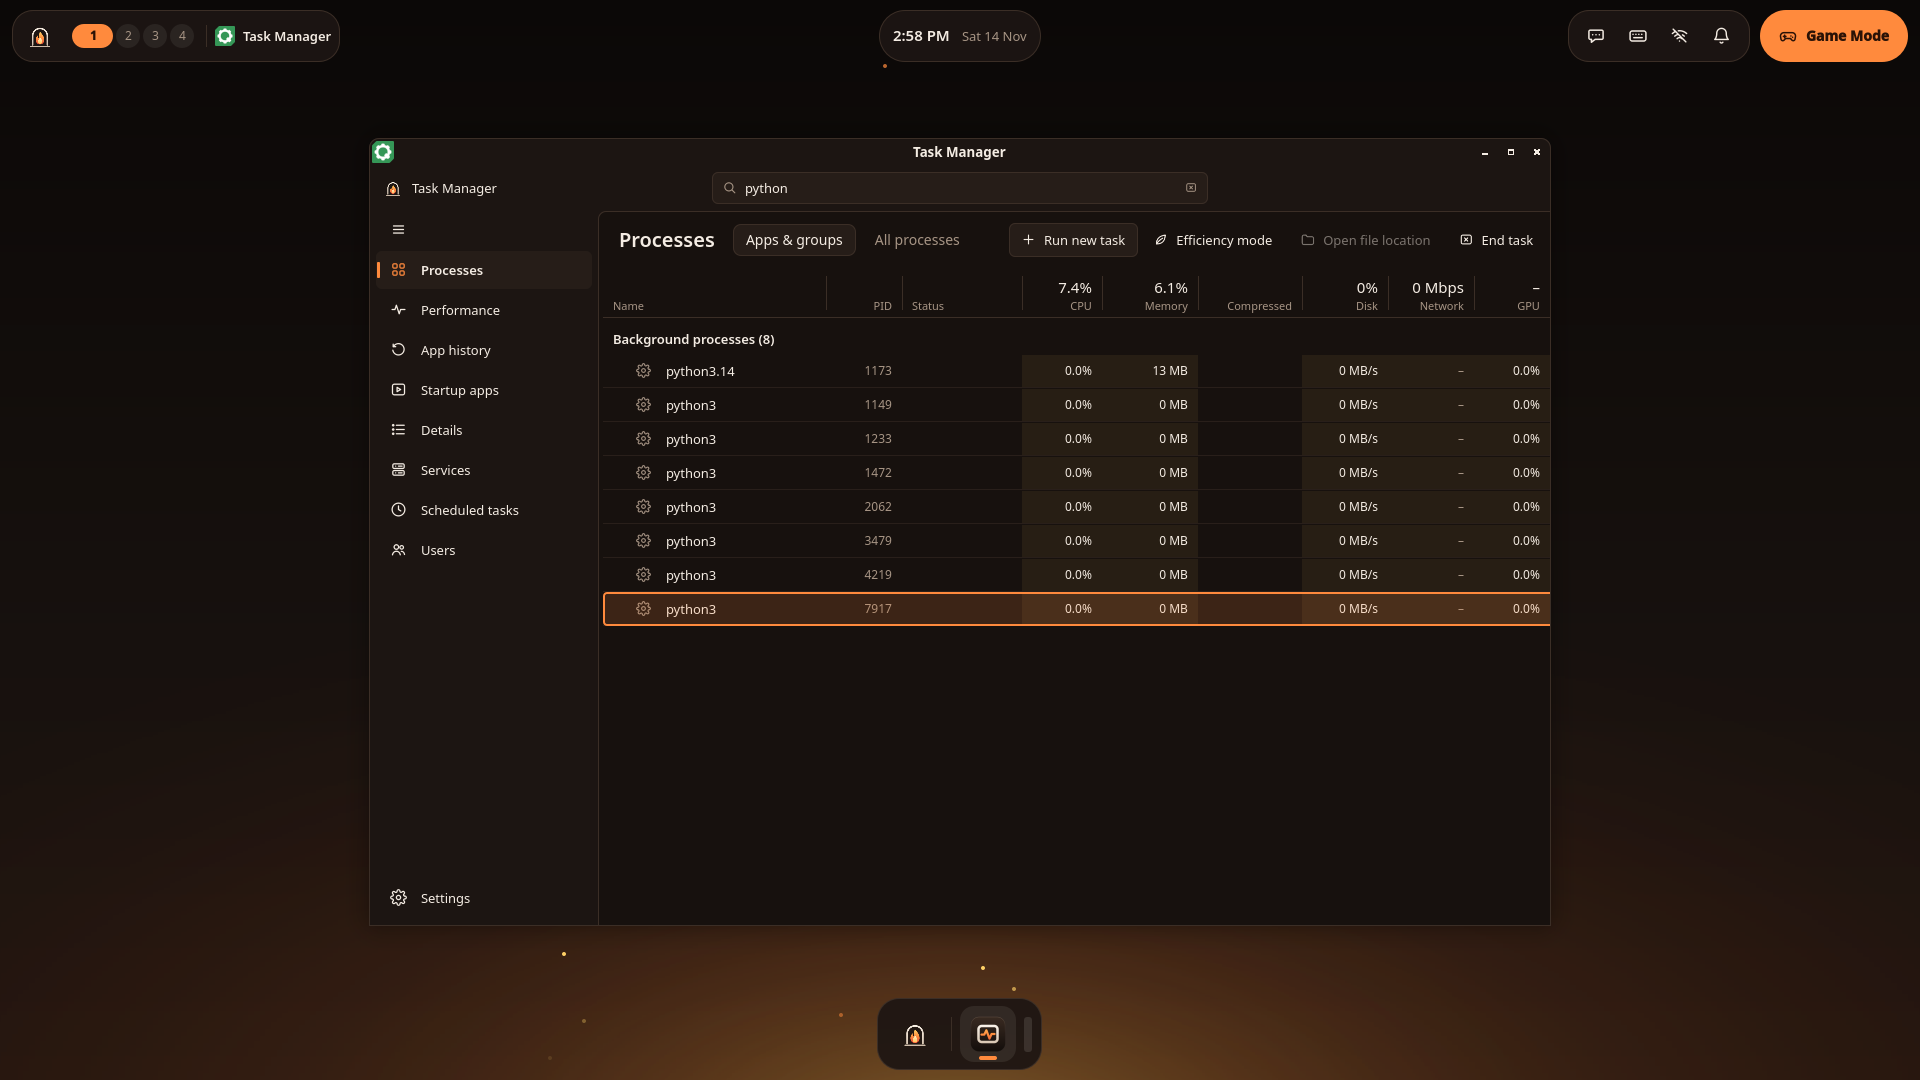 1 2 3 4 Task Manager
2:58 PM Sat 14 Nov
Game Mode
Task Manager
Task Manager
python
Processes
Performance
App history
Startup apps
Details
Services
Scheduled tasks
Users
Settings
Processes Apps & groups All processes Run new task Efficiency mode Open file location End task
7.4% 6.1% 0% 0 Mbps –
Name PID Status CPU Memory Compressed Disk Network GPU
Background processes (8)
python3.14 1173 0.0% 13 MB 0 MB/s – 0.0%
python3 1149 0.0% 0 MB 0 MB/s – 0.0%
python3 1233 0.0% 0 MB 0 MB/s – 0.0%
python3 1472 0.0% 0 MB 0 MB/s – 0.0%
python3 2062 0.0% 0 MB 0 MB/s – 0.0%
python3 3479 0.0% 0 MB 0 MB/s – 0.0%
python3 4219 0.0% 0 MB 0 MB/s – 0.0%
python3 7917 0.0% 0 MB 0 MB/s – 0.0%